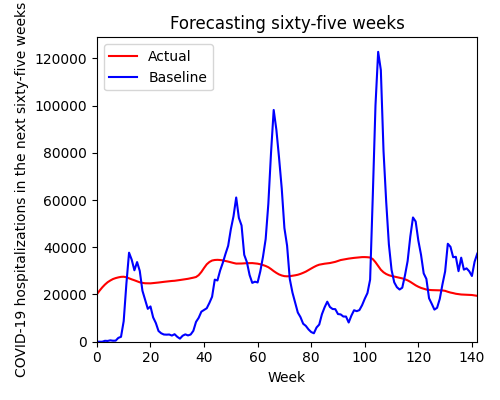 Forecasting sixty-five weeks
COVID-19 hospitalizations in the next sixty-five weeks
120000
100000
80000
60000
40000
20000
0
Actual
Baseline
0 20 40 60 80 100 120 140
Week